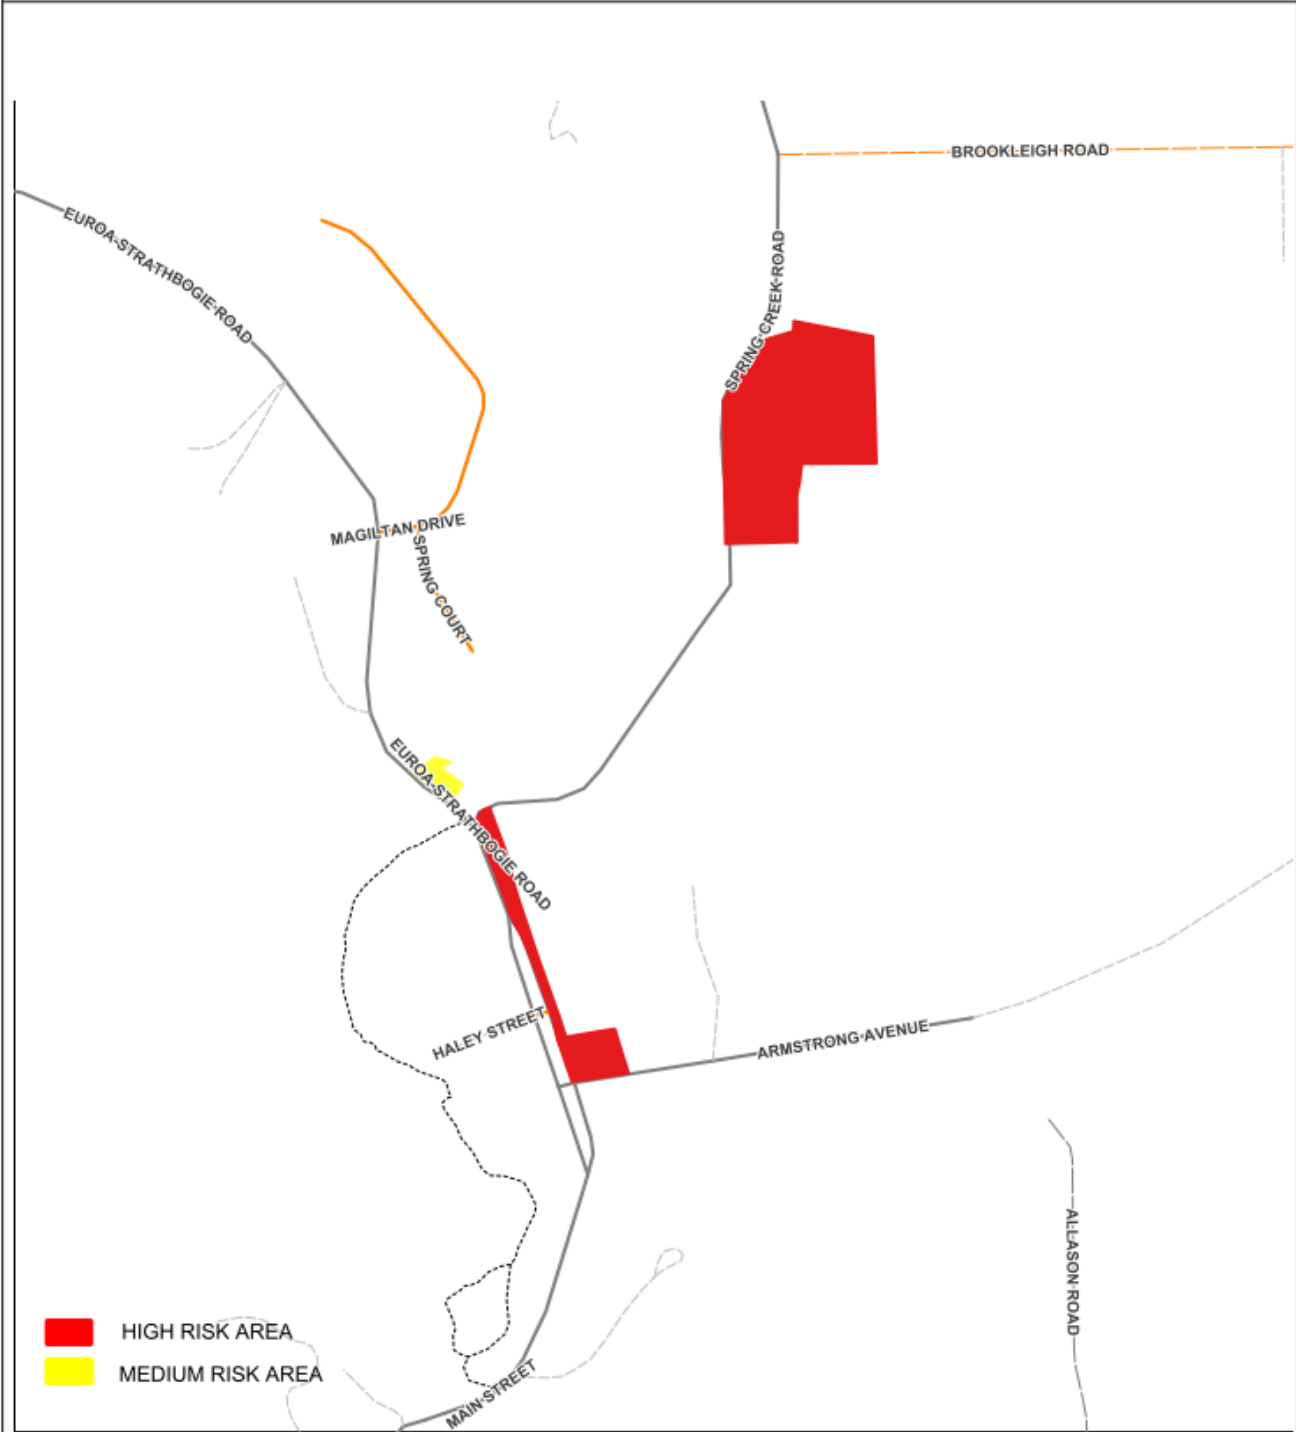 BROOKLEIGH ROAD
EUROA-STRATHBOGIE ROAD
SPRING CREEK ROAD
MAGILTAN DRIVE
SPRING COURT
EUROA-STRATHBOGIE ROAD
HALEY STREET
ARMSTRONG AVENUE
ALLASON ROAD
HIGH RISK AREA
MEDIUM RISK AREA
MAIN STREET